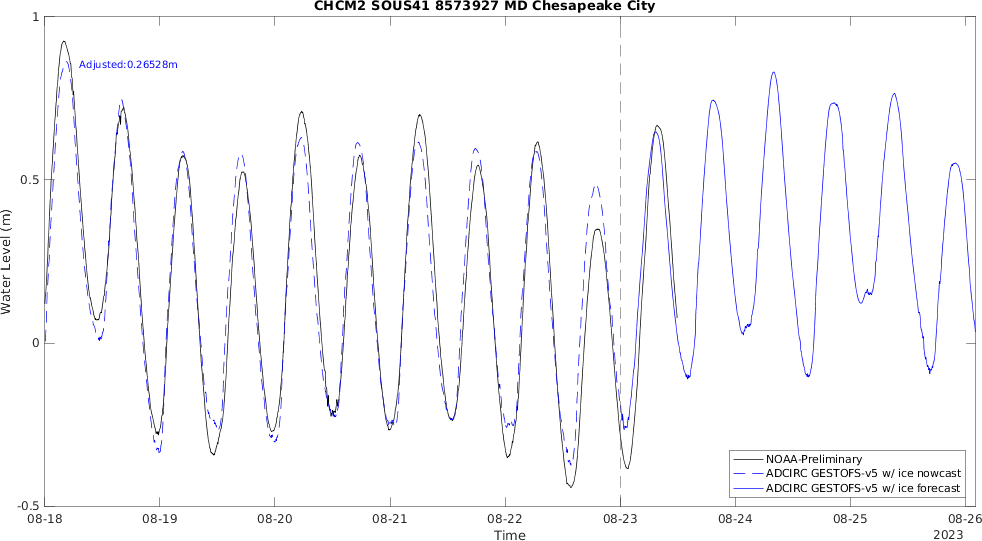 CHCM2 SOUS41 8573927 MD Chesapeake City
1
Adjusted:0.26528m
0.5
Water Level (m)
0
NOAA-Preliminary
ADCIRC GESTOFS-v5 w/ ice nowcast
ADCIRC GESTOFS-v5 w/ ice forecast
-0.5
08-18 08-19 08-20 08-21 08-22 08-23 08-24 08-25 08-26
Time 2023